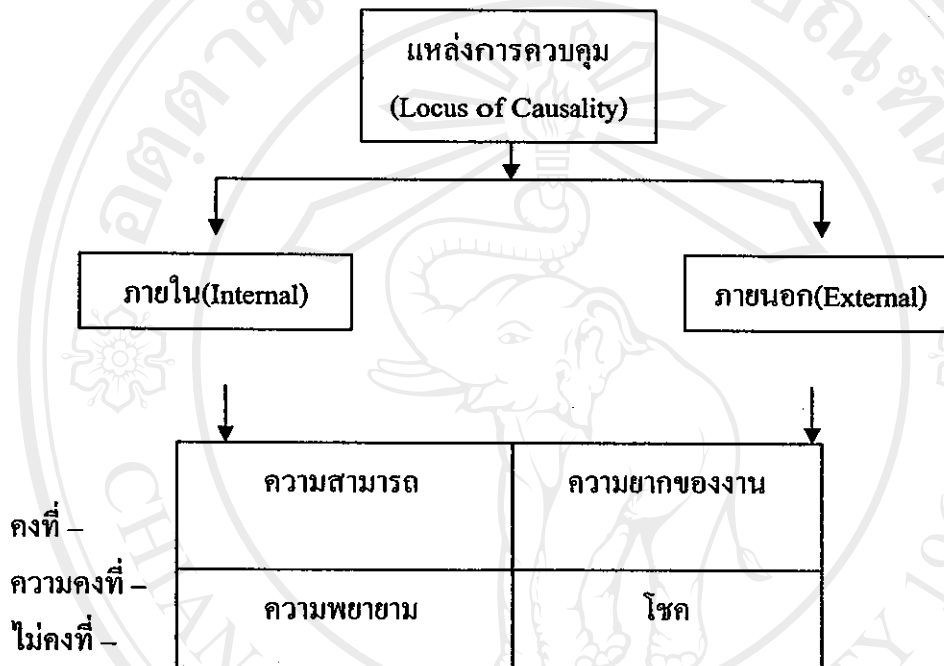 แหล่งการควบคุม
(Locus of Causality)
ภายใน(Internal)
ภายนอก(External)
ความสามารถ
ความยากของงาน
คงที่ –
ความคงที่ –
ความพยายาม
โชค
ไม่คงที่ –